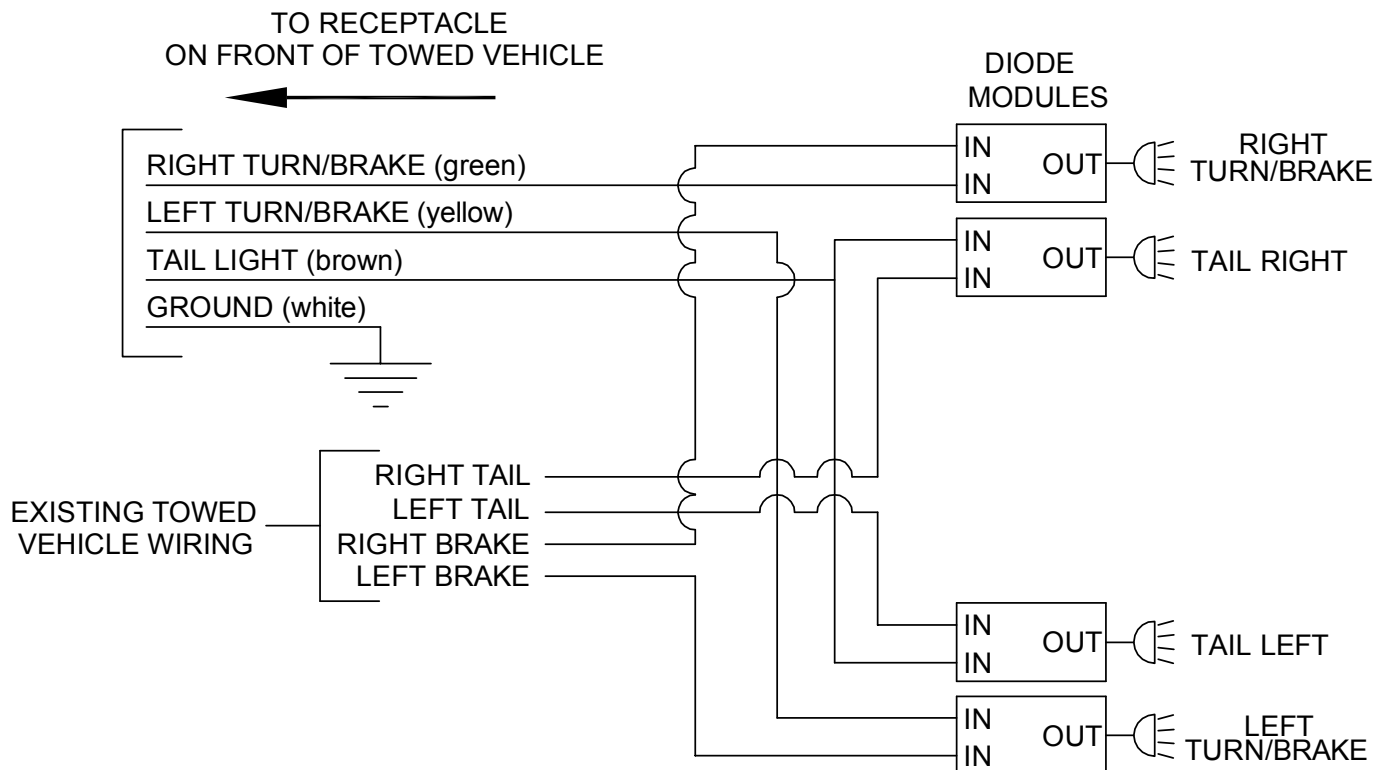 TO RECEPTACLE
ON FRONT OF TOWED VEHICLE
DIODE
MODULES
RIGHT TURN/BRAKE (green)
LEFT TURN/BRAKE (yellow)
TAIL LIGHT (brown)
GROUND (white)
IN
IN
OUT
RIGHT
TURN/BRAKE
IN
IN
OUT
TAIL RIGHT
EXISTING TOWED
VEHICLE WIRING
RIGHT TAIL
LEFT TAIL
RIGHT BRAKE
LEFT BRAKE
IN
IN
OUT
TAIL LEFT
IN
IN
OUT
LEFT
TURN/BRAKE